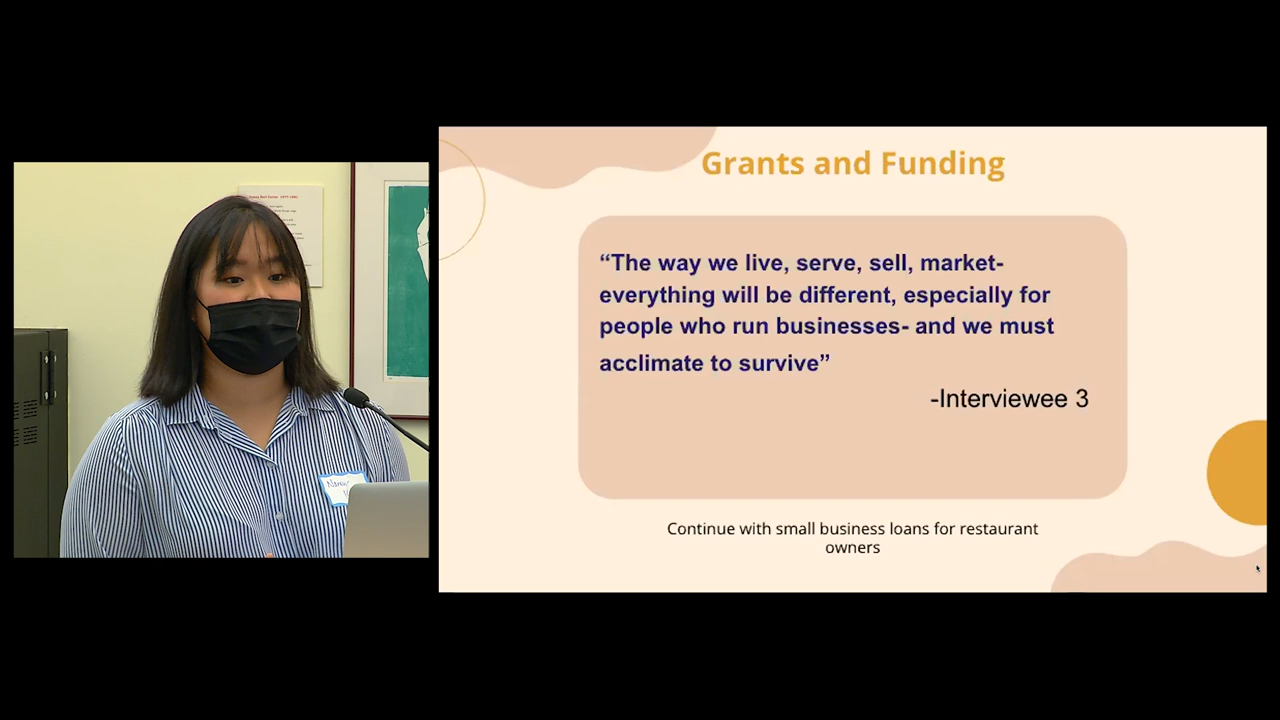 Grants and Funding
“The way we live, serve, sell, market-
everything will be different, especially for
people who run businesses- and we must
acclimate to survive”
-Interviewee 3
Continue with small business loans for restaurant
owners